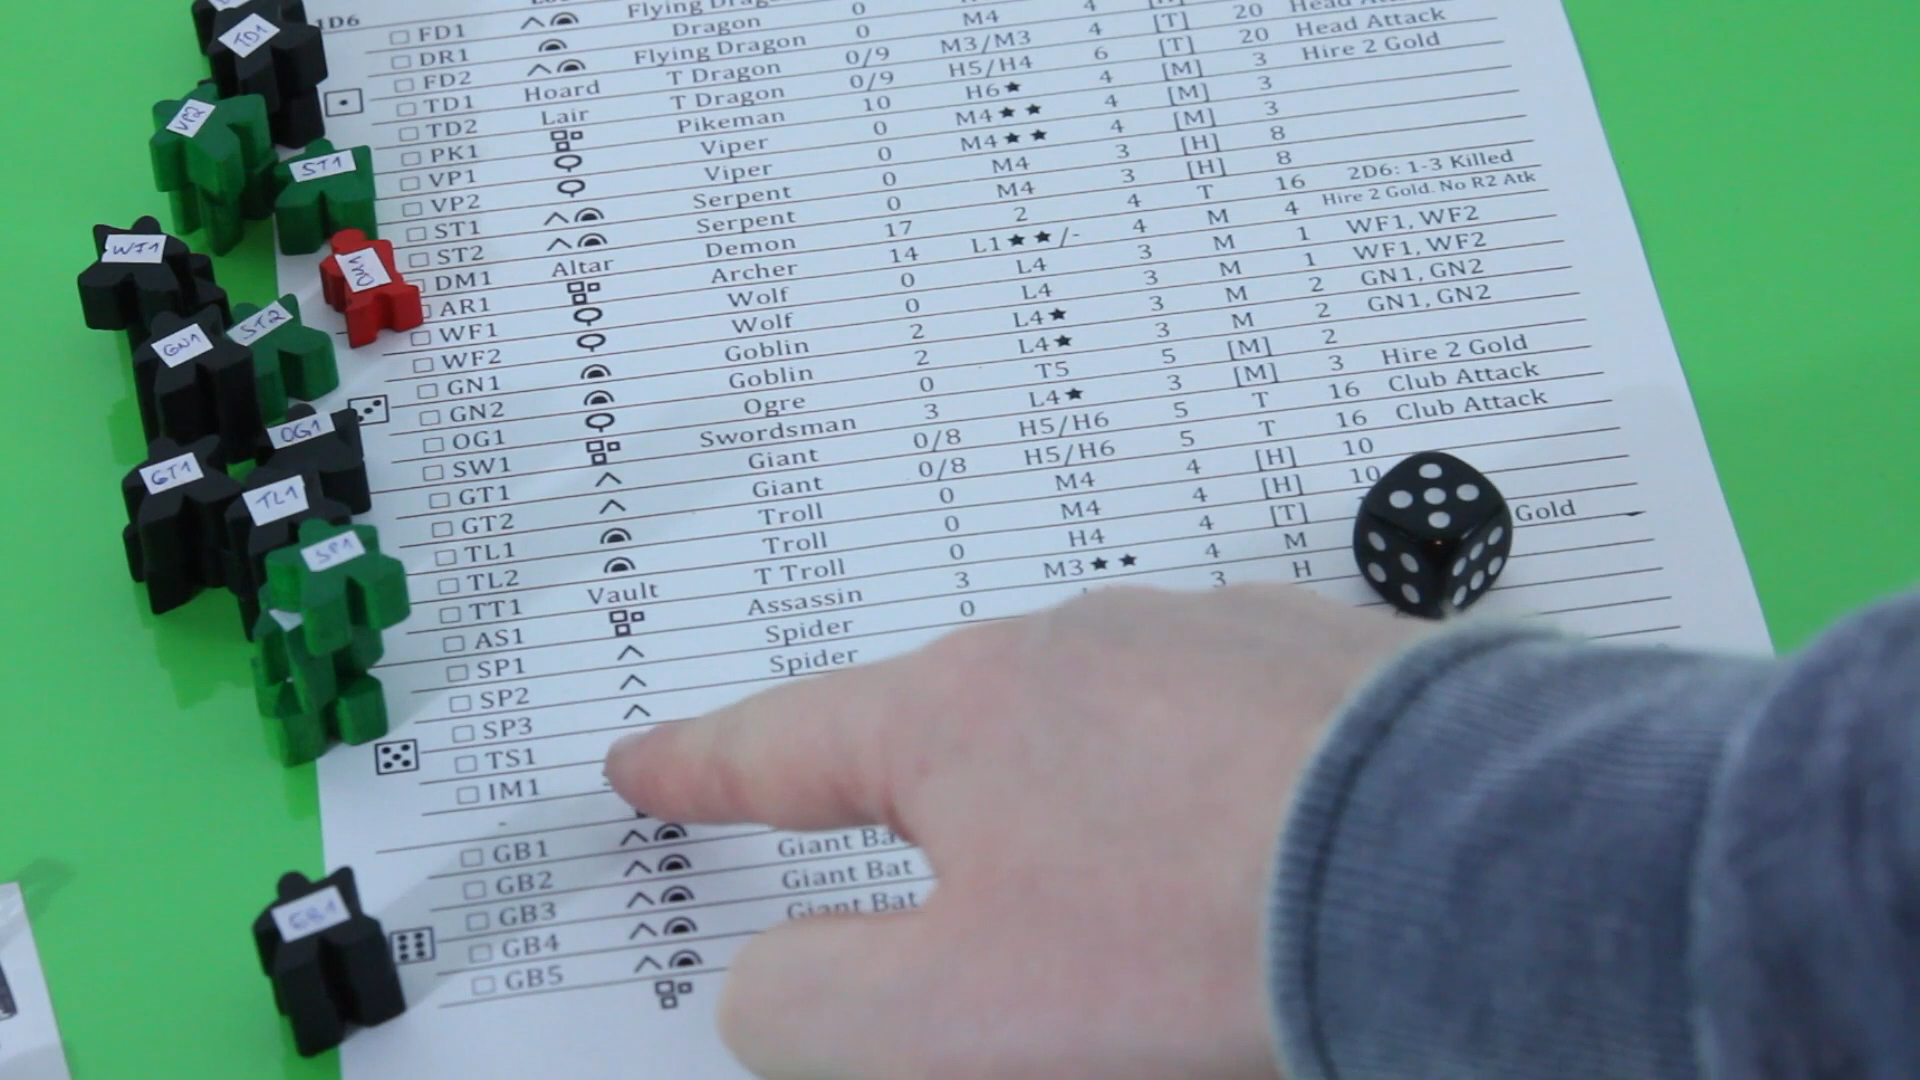 1D6
FD1 Flying Dragon
DR1 Dragon 0
FD2 Flying Dragon 0 M4 4
TD1 Hoard T Dragon 0/9 M3/M3 4 [T] 20 Head
TD2 Lair T Dragon 0/9 H5/H4 6 [T] 20 Head Attack
PK1 Pikeman 10 H6★ 4 [M] 3 Hire 2 Gold
VP1 Viper 0 M4★★ 4 [M] 3
VP2 Viper 0 M4★★ 4 [M] 3
ST1 Serpent 0 M4 3 [H] 8
ST2 Serpent 0 M4 3 [H] 8
DM1 Altar Demon 17 2 4 T 16 2D6: 1-3 Killed
AR1 Archer 14 L1★★/- 4 M 4 Hire 2 Gold. No R2 Atk
WF1 Wolf 0 L4 3 M 1 WF1, WF2
WF2 Wolf 0 L4 3 M 1 WF1, WF2
GN1 Goblin 2 L4★ 3 M 2 GN1, GN2
GN2 Goblin 2 L4★ 3 M 2 GN1, GN2
OG1 Ogre 0 T5 5 [M] 2
SW1 Swordsman 3 L4★ 3 [M] 3 Hire 2 Gold
GT1 Giant 0/8 H5/H6 5 T 16 Club Attack
GT2 Giant 0/8 H5/H6 5 T 16 Club Attack
TL1 Troll 0 M4 4 [H] 10
TL2 Troll 0 M4 4 [H] 10
TT1 Vault T Troll 0 H4 4 [T]
AS1 Assassin 3 M3★★ 4 M Gold
SP1 Spider 0 3 H
SP2 Spider
SP3
TS1
IM1
GB1 Giant Bat
GB2 Giant Bat
GB3 Giant Bat
GB4
GB5
TD1
VP2
ST1
WF1
DM1
GN1
ST2
OG1
GT1
TL1
SP1
GB1